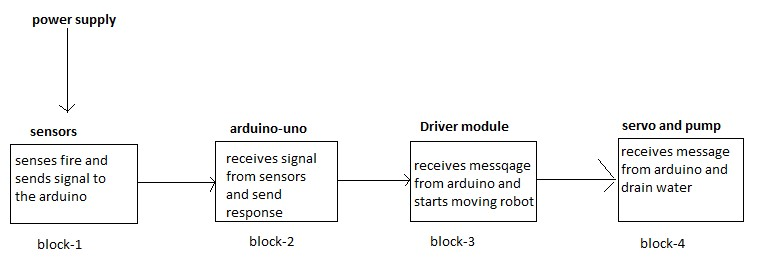 power supply
sensors
senses fire and
sends signal to
the arduino
block-1
arduino-uno
receives signal
from sensors
and send
response
block-2
Driver module
receives messqage
from arduino and
starts moving robot
block-3
servo and pump
receives message
from arduino and
drain water
block-4